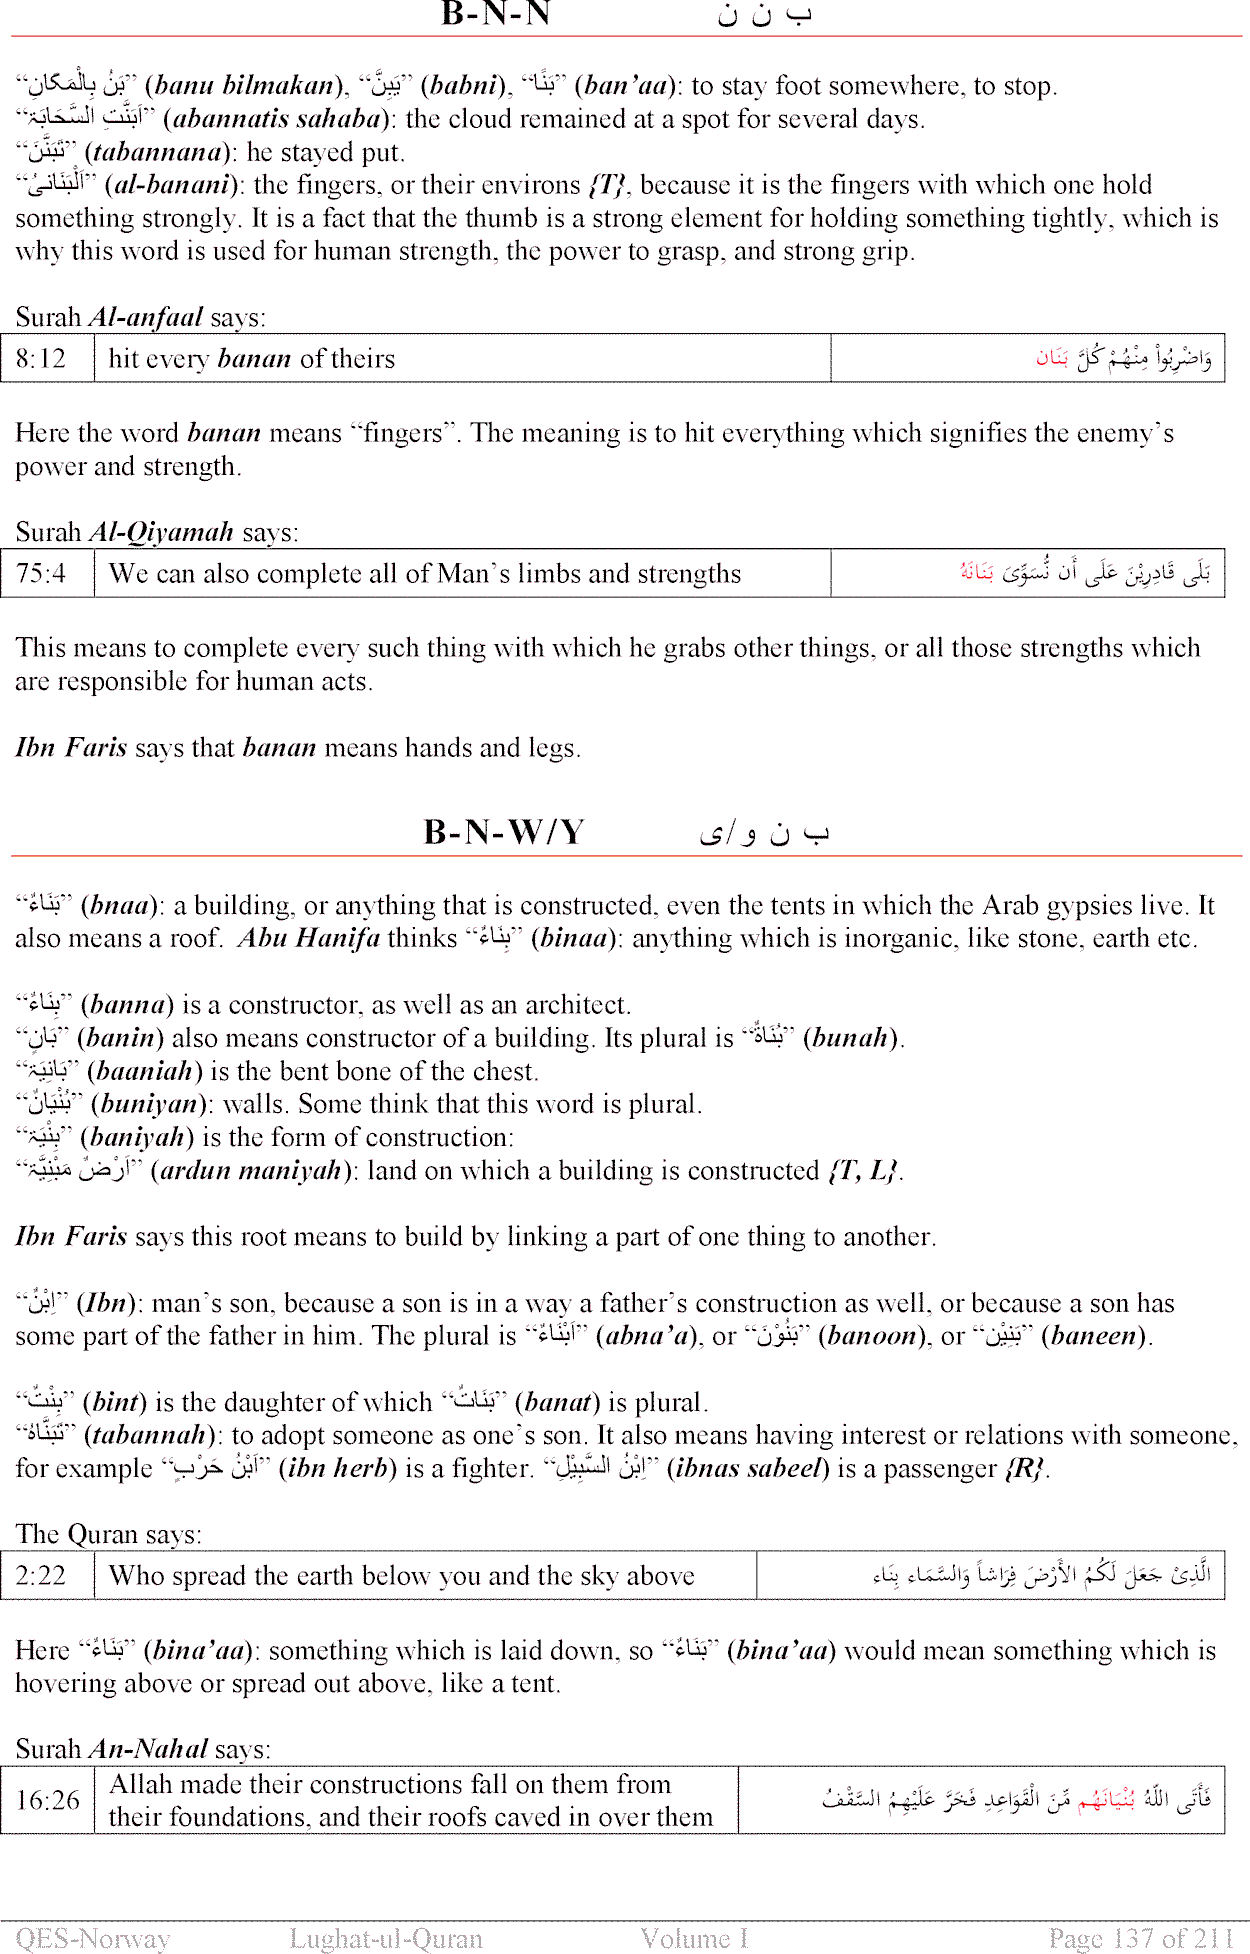 B-N-N ب ن ن
“بَنُ بِالْمَکَانِ” (banu bilmakan), “یَبِنَّ” (babni), “بَنًّا” (ban’aa): to stay foot somewhere, to stop.
“اَبَنَّتِ السَّحَابَۃ” (abannatis sahaba): the cloud remained at a spot for several days.
“تَبَنَّنَ” (tabannana): he stayed put.
“اَلْبَنَانیُ” (al-banani): the fingers, or their environs {T}, because it is the fingers with which one hold
something strongly. It is a fact that the thumb is a strong element for holding something tightly, which is
why this word is used for human strength, the power to grasp, and strong grip.
Surah Al-anfaal says:
8:12 hit every banan of theirs وَاضْرِبُواْ مِنْهُمْ كُلَّ بَنَان
Here the word banan means “fingers”. The meaning is to hit everything which signifies the enemy’s
power and strength.
Surah Al-Qiyamah says:
75:4 We can also complete all of Man’s limbs and strengths بَلَى قَادِرِيْنَ عَلَى أَن نُّسَوِّىَ بَنَانَهُ
This means to complete every such thing with which he grabs other things, or all those strengths which
are responsible for human acts.
Ibn Faris says that banan means hands and legs.
B-N-W/Y ب ن و/ی
“بَنَاءٌ” (bnaa): a building, or anything that is constructed, even the tents in which the Arab gypsies live. It
also means a roof. Abu Hanifa thinks “بِنَاءٌ” (binaa): anything which is inorganic, like stone, earth etc.
“بِنَاءٌ” (banna) is a constructor, as well as an architect.
“بَانٍ” (banin) also means constructor of a building. Its plural is “بُنَاۃٌ” (bunah).
“بَانِیَۃ” (baaniah) is the bent bone of the chest.
“بُنْیَانٌ” (buniyan): walls. Some think that this word is plural.
“بِنْیَۃ” (baniyah) is the form of construction:
“اَرْضٌ مَبْنِیَّۃ” (ardun maniyah): land on which a building is constructed {T, L}.
Ibn Faris says this root means to build by linking a part of one thing to another.
“اِبْنٌ” (Ibn): man’s son, because a son is in a way a father’s construction as well, or because a son has
some part of the father in him. The plural is “اَبْنَاءٌ” (abna’a), or “بَنُوْنَ” (banoon), or “بَنِیْن” (baneen).
“بِنْتٌ” (bint) is the daughter of which “بَنَاتٌ” (banat) is plural.
“تَبَنَّاہُ” (tabannah): to adopt someone as one’s son. It also means having interest or relations with someone,
for example “اَبْنُ حَرْبٍ” (ibn herb) is a fighter. “اِبْنُ السَّبِیْلِ” (ibnas sabeel) is a passenger {R}.
The Quran says:
2:22 Who spread the earth below you and the sky above الَّذِىْ جَعَلَ لَكُمُ الأَرْضَ فِرَاشاً وَالسَّمَاء بِنَاء
Here “بَنَاءٌ” (bina’aa): something which is laid down, so “بَنَاءٌ” (bina’aa) would mean something which is
hovering above or spread out above, like a tent.
Surah An-Nahal says:
16:26 Allah made their constructions fall on them from
their foundations, and their roofs caved in over them فَأَتَى اللّهُ بُنْيَانَهُم مِّنَ الْقَوَاعِدِ فَخَرَّ عَلَيْهِمُ السَّقْفُ
QES-Norway Lughat-ul-Quran Volume I Page 137 of 211